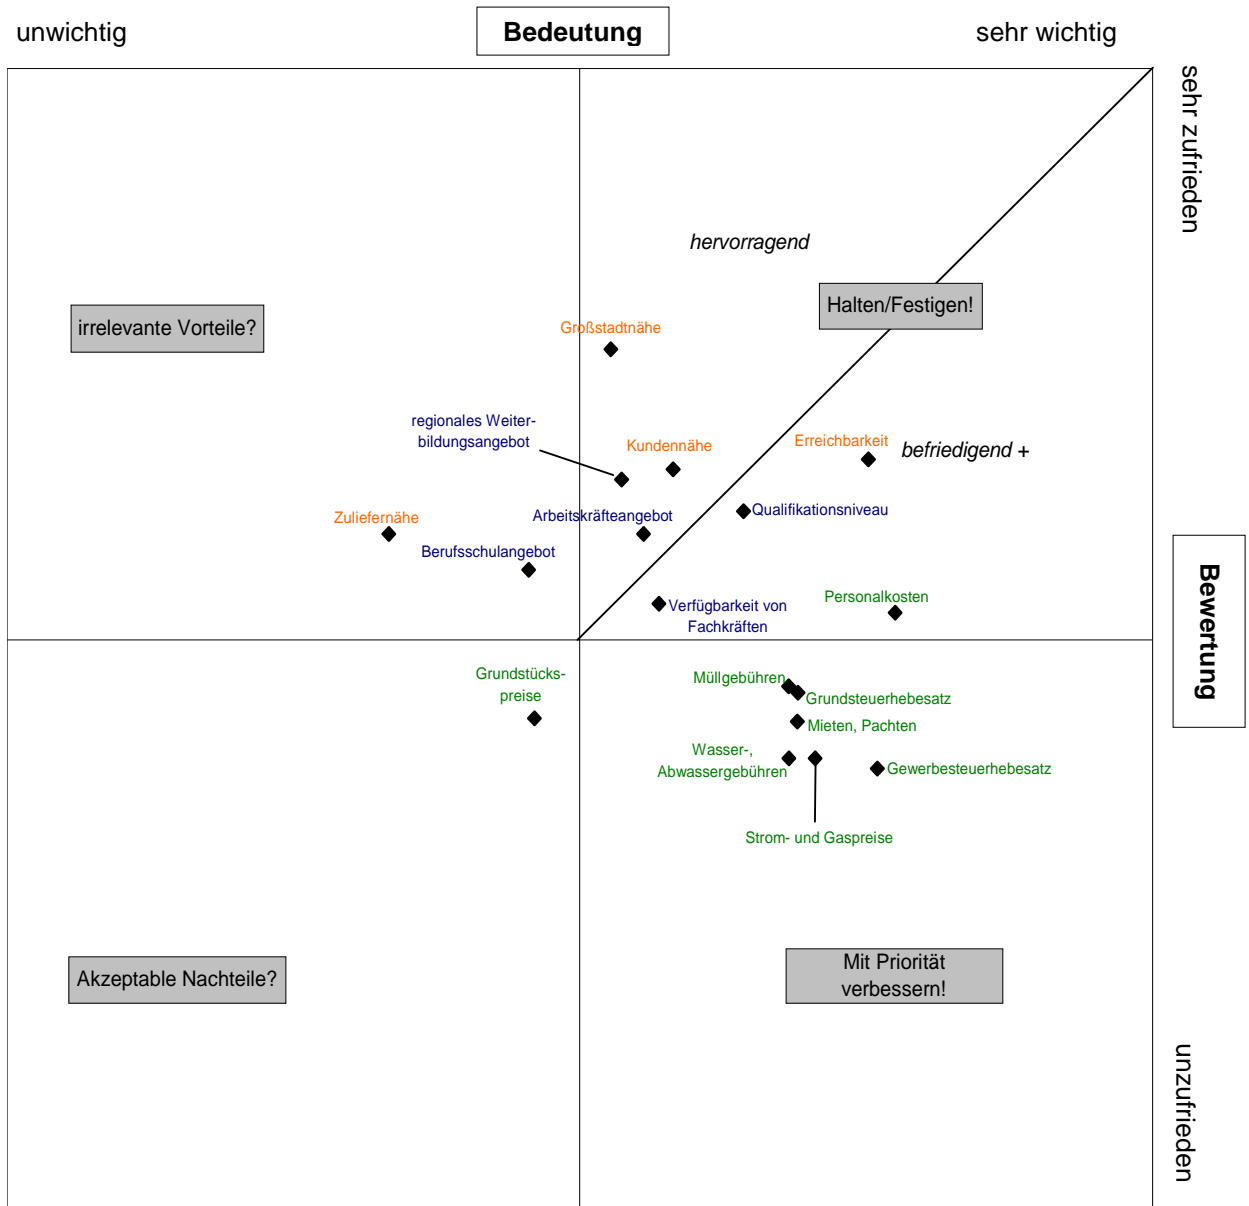 unwichtig
Bedeutung
sehr wichtig
sehr zufrieden
hervorragend
Halten/Festigen!
irrelevante Vorteile?
Großstadtnähe
regionales Weiter-
bildungsangebot
Kundennähe
Erreichbarkeit
befriedigend +
Zuliefernähe
Arbeitskräfteangebot
Qualifikationsniveau
Berufsschulangebot
Personalkosten
Verfügbarkeit von
Fachkräften
Bewertung
Grundstücks-
preise
Müllgebühren
Grundsteuerhebesatz
Mieten, Pachten
Wasser-,
Abwassergebühren
Gewerbesteuerhebesatz
Strom- und Gaspreise
Akzeptable Nachteile?
Mit Priorität
verbessern!
unzufrieden